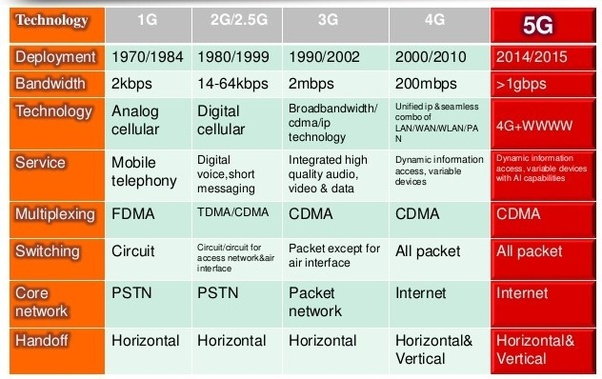 Technology 1G 2G/2.5G 3G 4G 5G
Deployment 1970/1984 1980/1999 1990/2002 2000/2010 2014/2015
Bandwidth 2kbps 14-64kbps 2mbps 200mbps >1gbps
Technology Analog cellular Digital cellular Broadbandwidth/ cdma/ip technology Unified ip &seamless combo of LAN/WAN/WLAN/PA N 4G+WWWW
Service Mobile telephony Digital voice,short messaging Integrated high quality audio, video & data Dynamic information access, variable devices Dynamic information access, variable devices with AI capabilities
Multiplexing FDMA TDMA/CDMA CDMA CDMA CDMA
Switching Circuit Circuit/circuit for access network&air interface Packet except for air interface All packet All packet
Core network PSTN PSTN Packet network Internet Internet
Handoff Horizontal Horizontal Horizontal Horizontal& Vertical Horizontal& Vertical